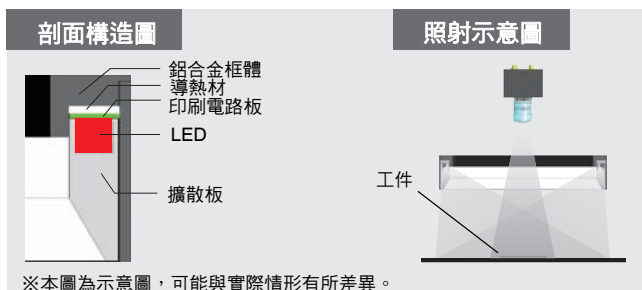 剖面構造圖
照射示意圖
鋁合金框體
導熱材
印刷電路板
LED
擴散板
工件
※本圖為示意圖，可能與實際情形有所差異。